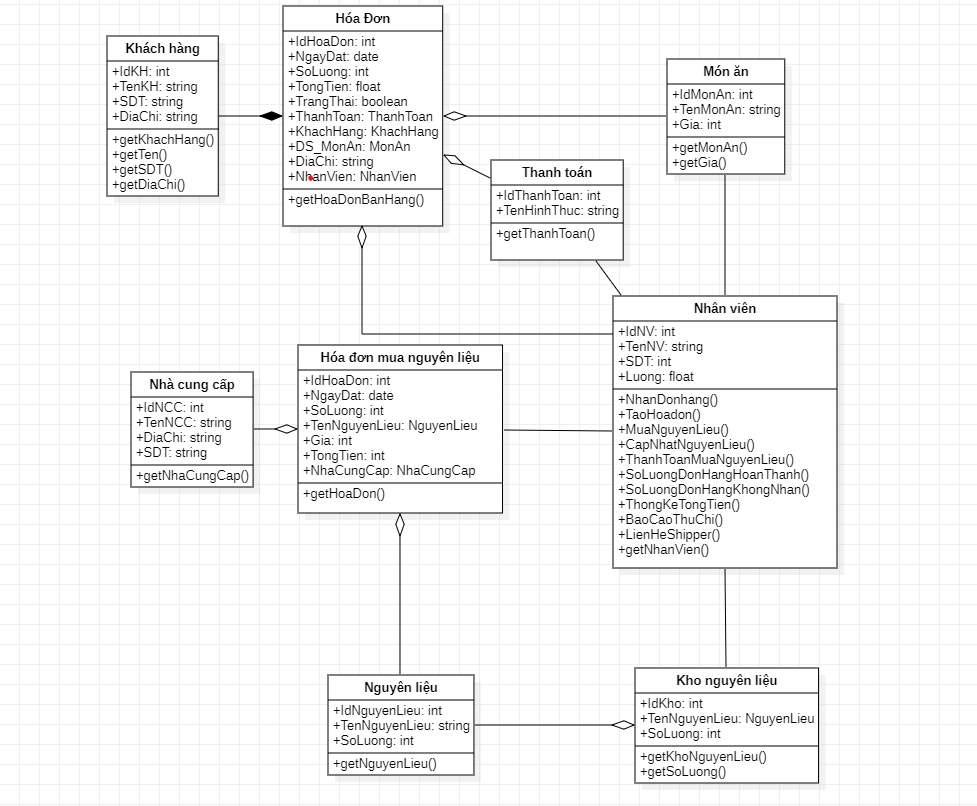 Hóa Đơn
+IdHoaDon: int
+NgayDat: date
+SoLuong: int
+TongTien: float
+TrangThai: boolean
+ThanhToan: ThanhToan
+KhachHang: KhachHang
+DS_MonAn: MonAn
+DiaChi: string
+NhanVien: NhanVien
+getHoaDonBanHang()
Khách hàng
+IdKH: int
+TenKH: string
+SDT: string
+DiaChi: string
+getKhachHang()
+getTen()
+getSDT()
+getDiaChi()
Món ăn
+IdMonAn: int
+TenMonAn: string
+Gia: int
+getMonAn()
+getGia()
Thanh toán
+IdThanhToan: int
+TenHinhThuc: string
+getThanhToan()
Nhân viên
+IdNV: int
+TenNV: string
+SDT: int
+Luong: float
+NhanDonhang()
+TaoHoadon()
+MuaNguyenLieu()
+CapNhatNguyenLieu()
+ThanhToanMuaNguyenLieu()
+SoLuongDonHangHoanThanh()
+SoLuongDonHangKhongNhan()
+ThongKeTongTien()
+BaoCaoThuChi()
+LienHeShipper()
+getNhanVien()
Hóa đơn mua nguyên liệu
+IdHoaDon: int
+NgayDat: date
+SoLuong: int
+TenNguyenLieu: NguyenLieu
+Gia: int
+TongTien: int
+NhaCungCap: NhaCungCap
+getHoaDon()
Nhà cung cấp
+IdNCC: int
+TenNCC: string
+DiaChi: string
+SDT: string
+getNhaCungCap()
Nguyên liệu
+IdNguyenLieu: int
+TenNguyenLieu: string
+SoLuong: int
+getNguyenLieu()
Kho nguyên liệu
+IdKho: int
+TenNguyenLieu: NguyenLieu
+SoLuong: int
+getKhoNguyenLieu()
+getSoLuong()